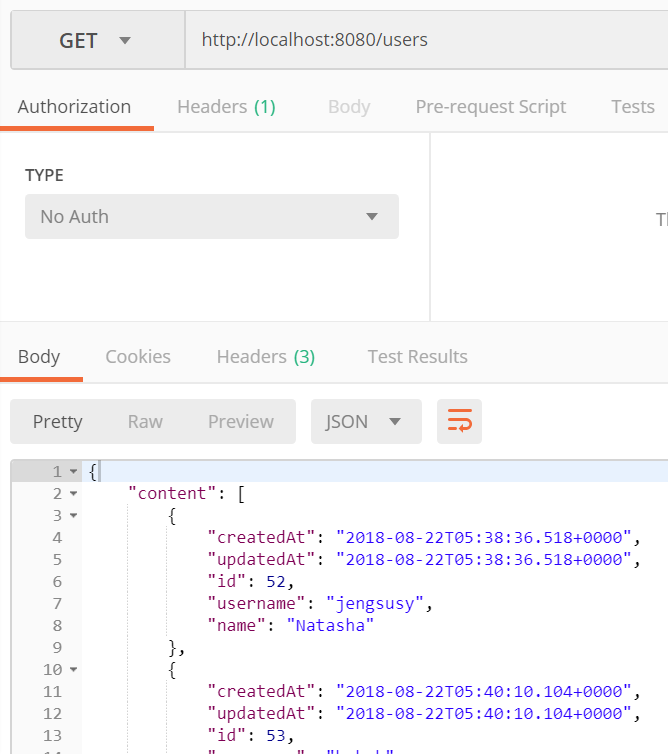 GET http://localhost:8080/users
Authorization Headers (1) Body Pre-request Script Tests
TYPE
No Auth
Body Cookies Headers (3) Test Results
Pretty Raw Preview JSON
1 {
2 "content": [
3 {
4 "createdAt": "2018-08-22T05:38:36.518+0000",
5 "updatedAt": "2018-08-22T05:38:36.518+0000",
6 "id": 52,
7 "username": "jengsusy",
8 "name": "Natasha"
9 },
10 {
11 "createdAt": "2018-08-22T05:40:10.104+0000",
12 "updatedAt": "2018-08-22T05:40:10.104+0000",
13 "id": 53,